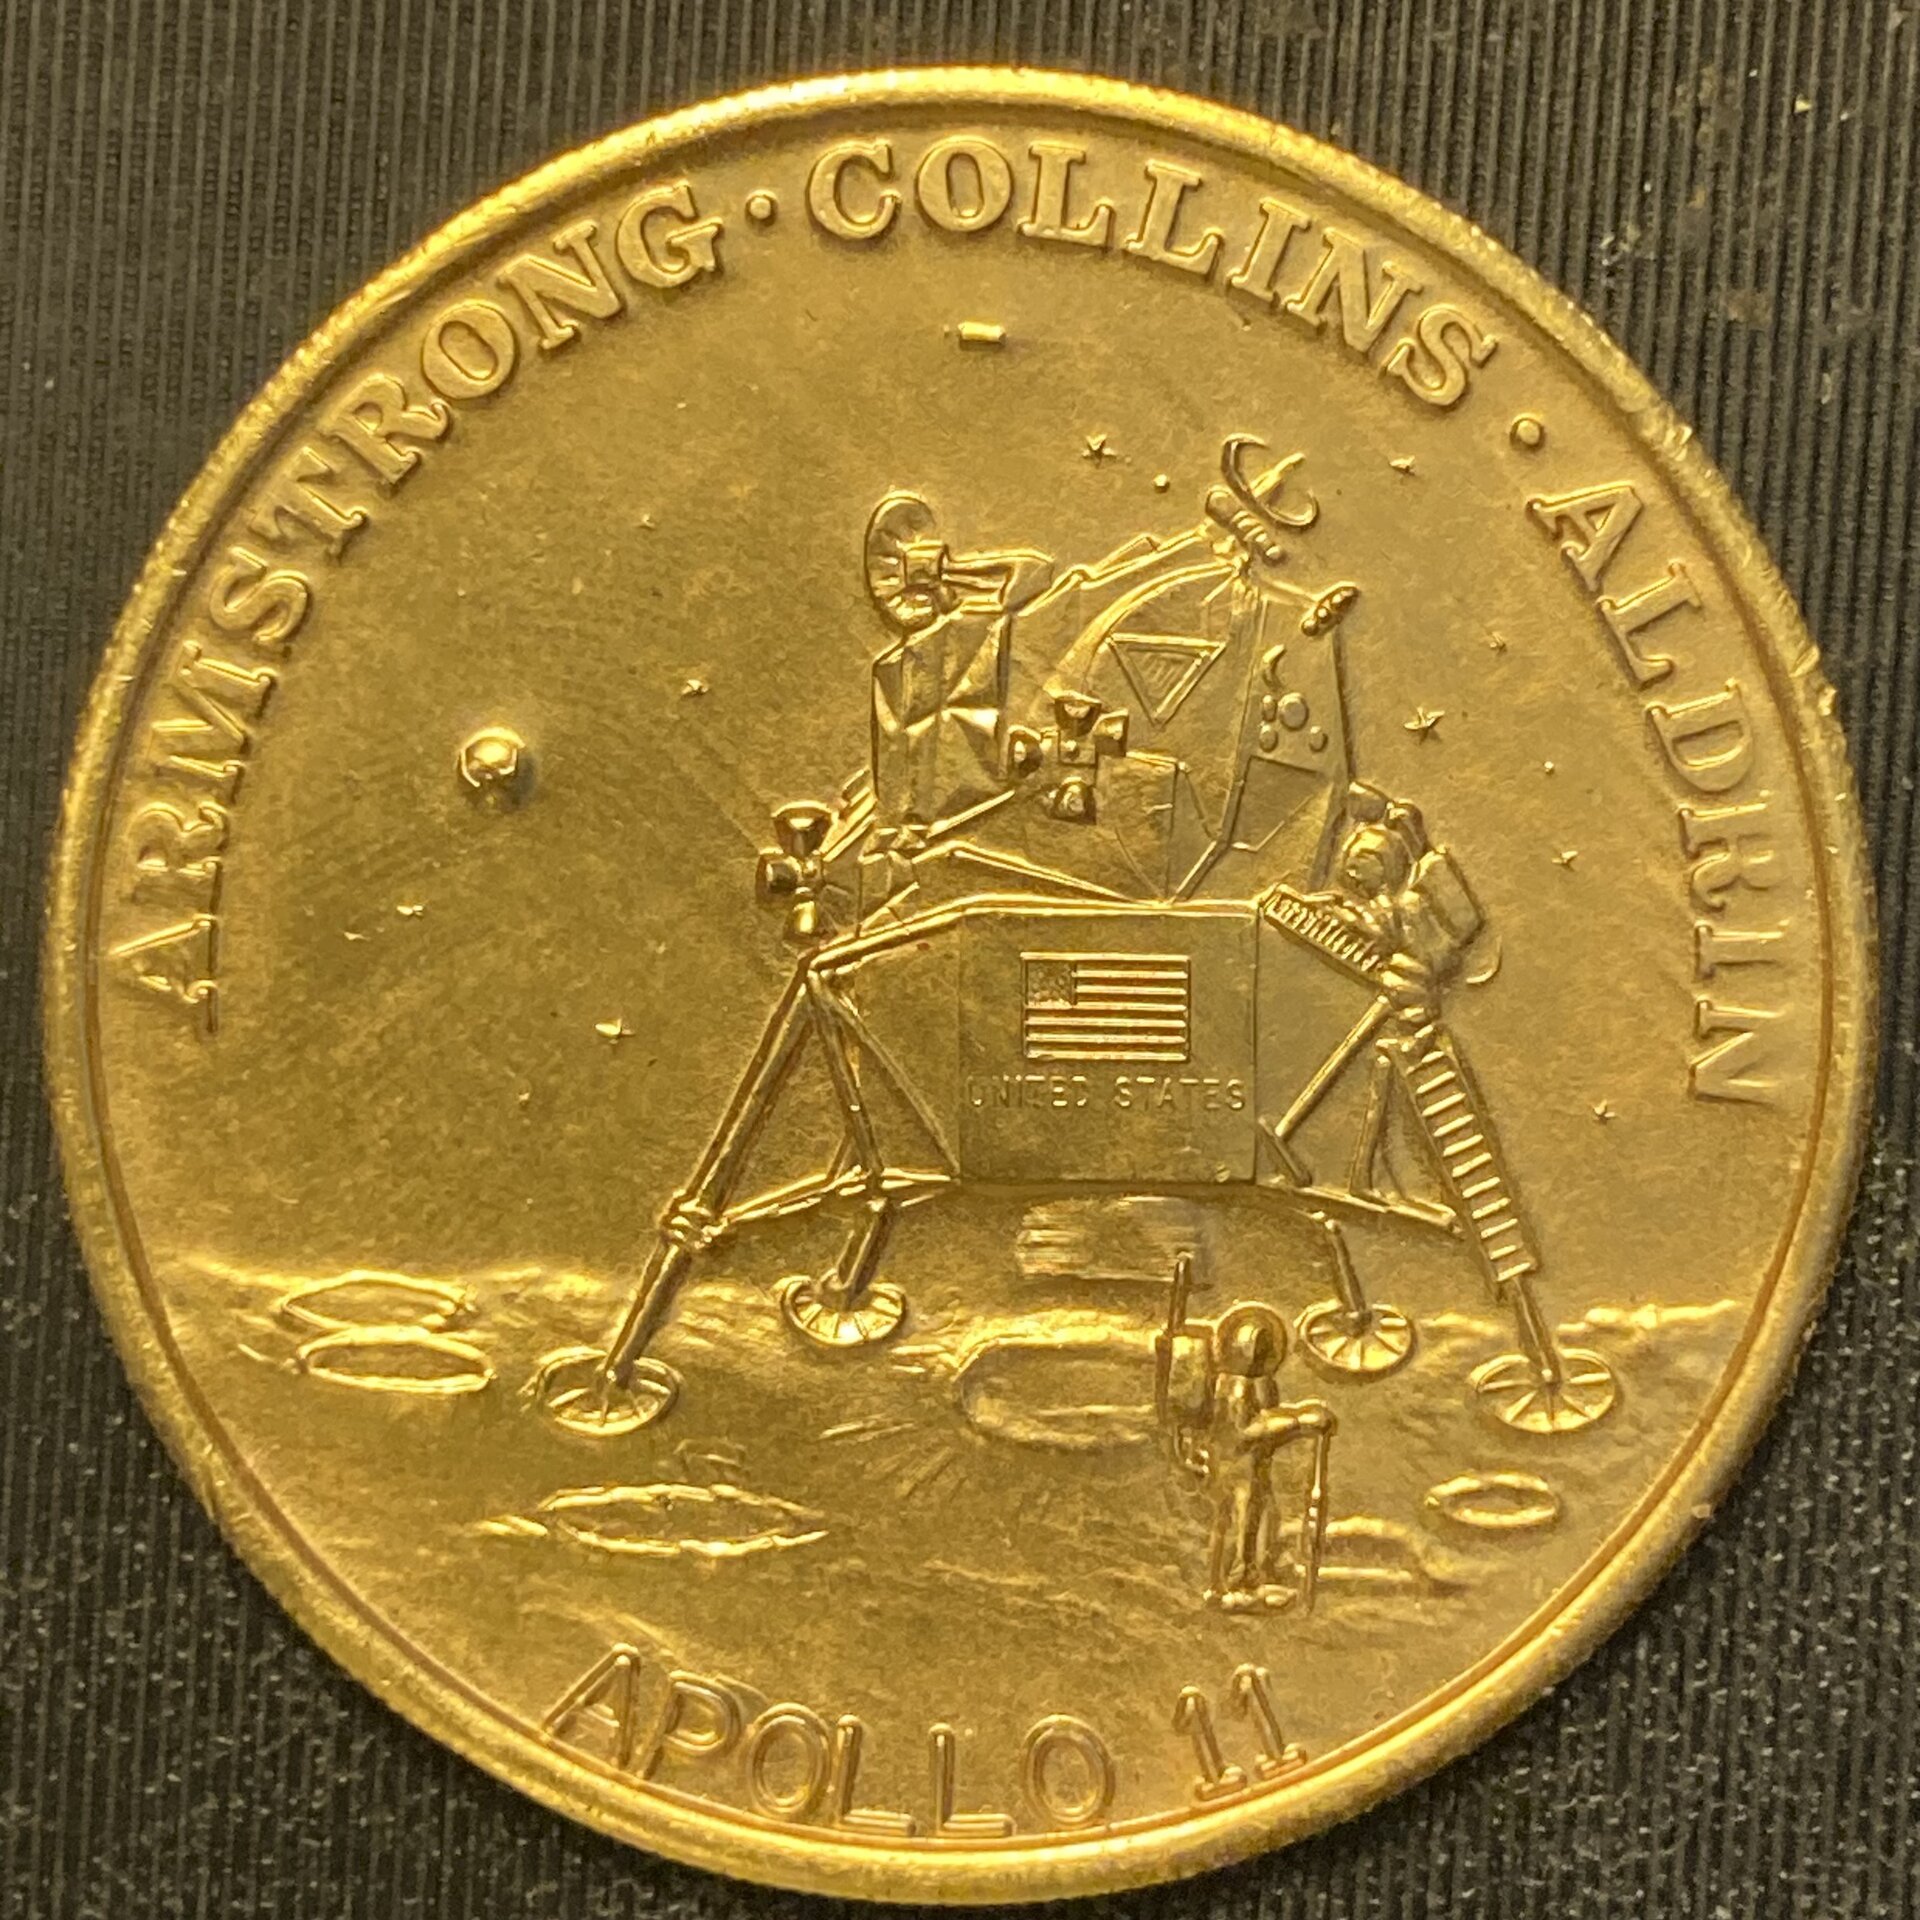 ARMSTRONG · COLLINS · ALDRIN
UNITED STATES
APOLLO 11